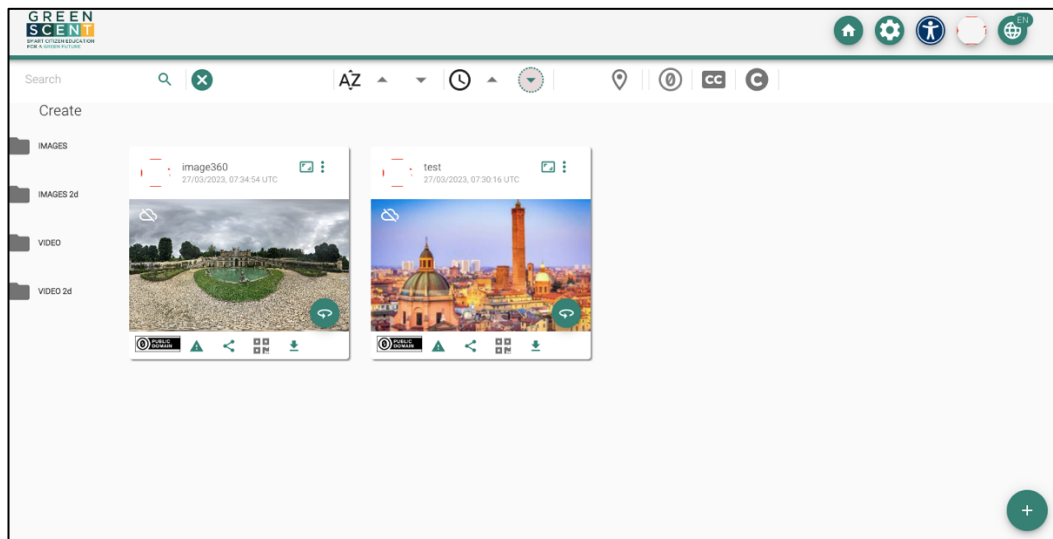 GREEN
SCENT
SMART CITIZEN EDUCATION
FOR A GREEN FUTURE
EN
Search
AZ
0
CC
C
Create
IMAGES
IMAGES 2d
VIDEO
VIDEO 2d
image360
27/03/2023, 07:34:54 UTC
PUBLIC
DOMAIN
test
27/03/2023, 07:30:16 UTC
PUBLIC
DOMAIN